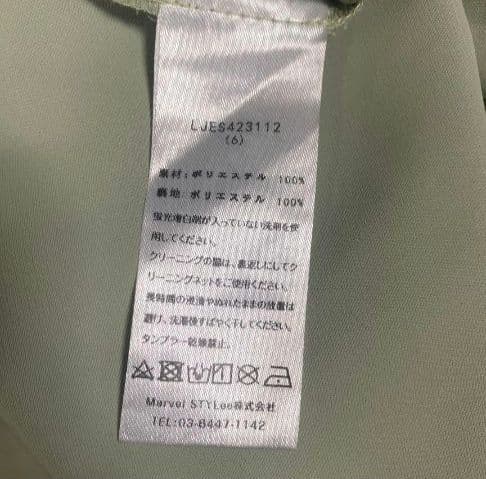 LJES423112
(6)
素材: ポリエステル 100%
裏地: ポリエステル 100%
蛍光増白剤が入っていない洗剤を使
用してください。
クリーニングの際は、裏返しにしてク
リーニングネットをご使用ください。
長時間の浸漬やぬれたままの放置は
避け、洗濯後すばやく干してください。
タンブラー乾燥禁止。
Marvel STYLee株式会社
TEL:03-8447-1142